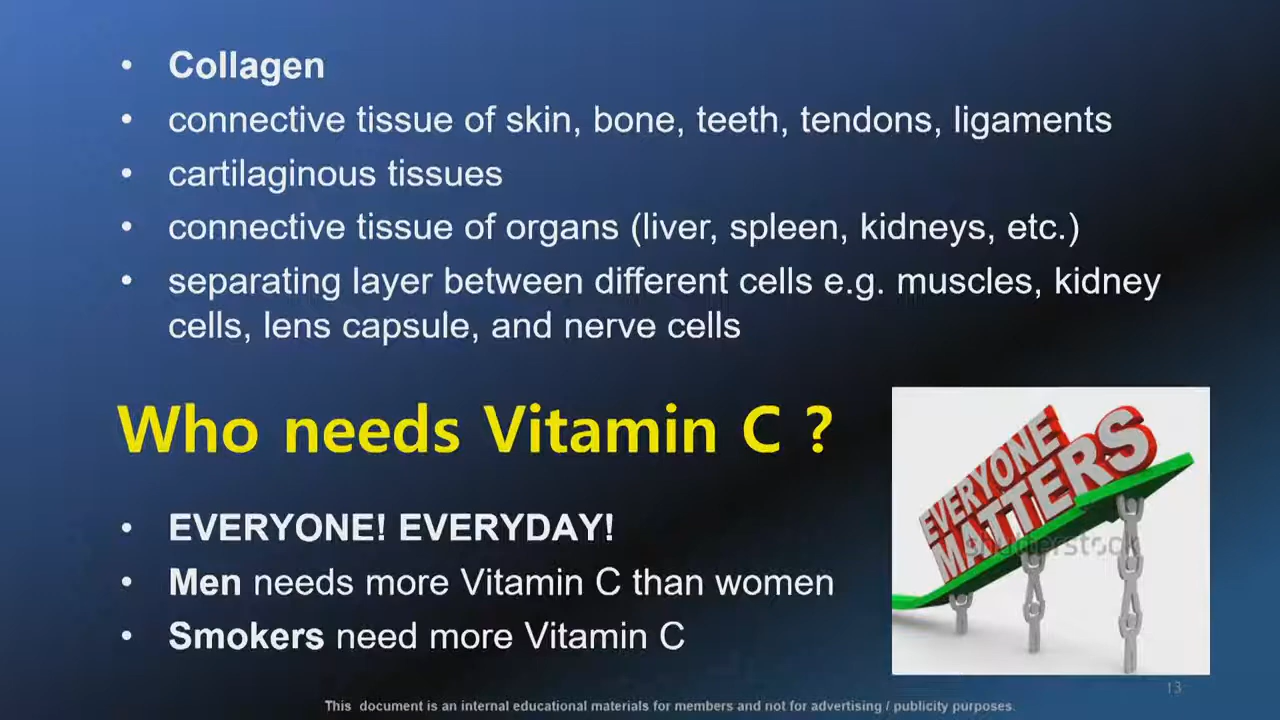 • Collagen
• connective tissue of skin, bone, teeth, tendons, ligaments
• cartilaginous tissues
• connective tissue of organs (liver, spleen, kidneys, etc.)
• separating layer between different cells e.g. muscles, kidney
cells, lens capsule, and nerve cells
Who needs Vitamin C ?
• EVERYONE! EVERYDAY!
• Men needs more Vitamin C than women
• Smokers need more Vitamin C
EVERYONE
MATTERS
shutterstock
13
This document is an internal educational materials for members and not for advertising / publicity purposes.